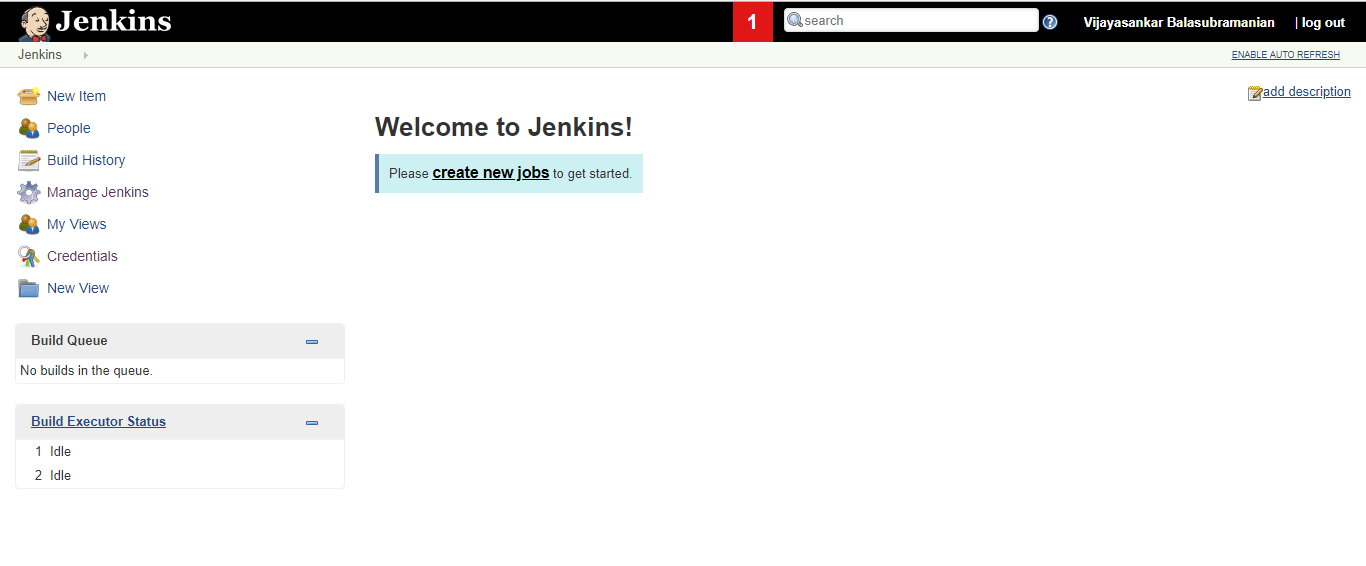 Jenkins
1
search
Vijayasankar Balasubramanian
| log out
Jenkins
ENABLE AUTO REFRESH
New Item
People
Build History
Manage Jenkins
My Views
Credentials
New View
add description
Welcome to Jenkins!
Please create new jobs to get started.
Build Queue
No builds in the queue.
Build Executor Status
1 Idle
2 Idle